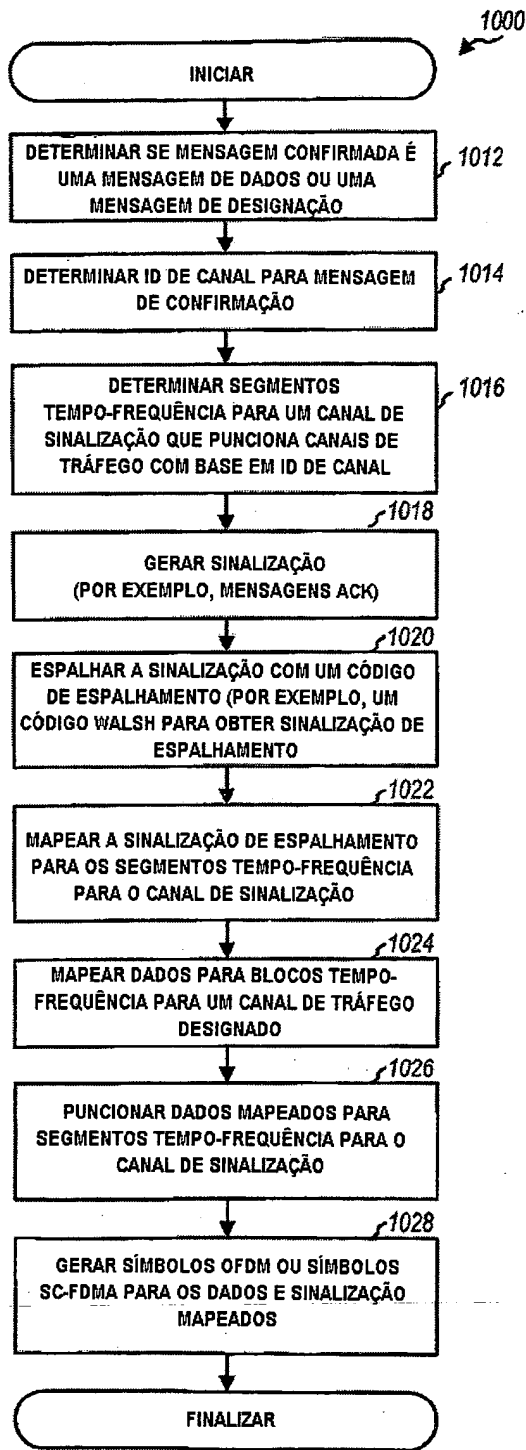 1000
INICIAR
DETERMINAR SE MENSAGEM CONFIRMADA É
UMA MENSAGEM DE DADOS OU UMA
MENSAGEM DE DESIGNAÇÃO
1012
DETERMINAR ID DE CANAL PARA MENSAGEM
DE CONFIRMAÇÃO
1014
DETERMINAR SEGMENTOS
TEMPO-FREQUÊNCIA PARA UM CANAL DE
SINALIZAÇÃO QUE PUNCIONA CANAIS DE
TRÁFEGO COM BASE EM ID DE CANAL
1016
1018
GERAR SINALIZAÇÃO
(POR EXEMPLO, MENSAGENS ACK)
1020
ESPALHAR A SINALIZAÇÃO COM UM CÓDIGO
DE ESPALHAMENTO (POR EXEMPLO, UM
CÓDIGO WALSH PARA OBTER SINALIZAÇÃO DE
ESPALHAMENTO
1022
MAPEAR A SINALIZAÇÃO DE ESPALHAMENTO
PARA OS SEGMENTOS TEMPO-FREQUÊNCIA
PARA O CANAL DE SINALIZAÇÃO
1024
MAPEAR DADOS PARA BLOCOS TEMPO-
FREQUÊNCIA PARA UM CANAL DE TRÁFEGO
DESIGNADO
1026
PUNCIONAR DADOS MAPEADOS PARA
SEGMENTOS TEMPO-FREQUÊNCIA PARA O
CANAL DE SINALIZAÇÃO
1028
GERAR SÍMBOLOS OFDM OU SÍMBOLOS
SC-FDMA PARA OS DADOS E SINALIZAÇÃO
MAPEADOS
FINALIZAR